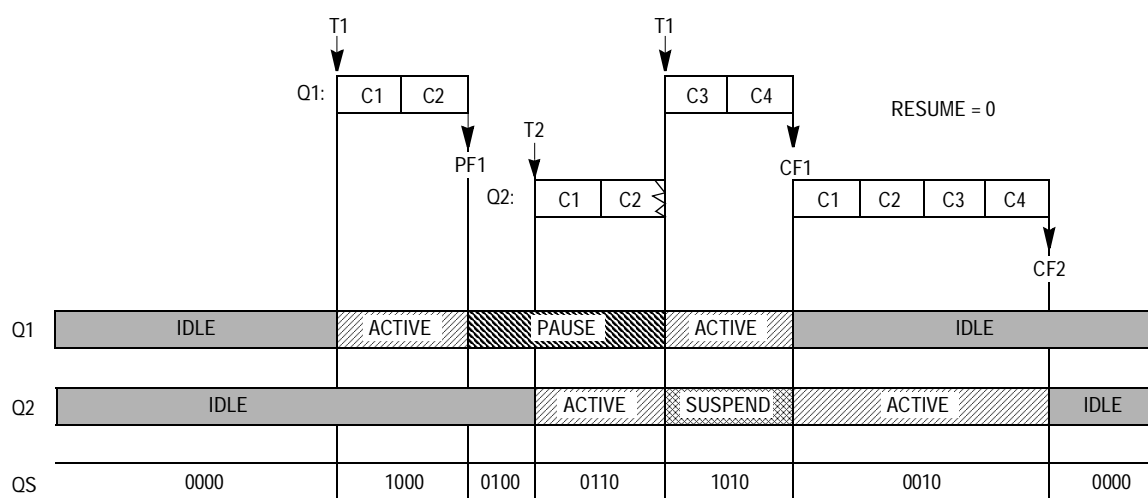 T1 T1
Q1: C1 C2 C3 C4 RESUME = 0
T2
PF1 CF1
Q2: C1 C2 C1 C2 C3 C4
CF2
Q1 IDLE ACTIVE PAUSE ACTIVE IDLE
Q2 IDLE ACTIVE SUSPEND ACTIVE IDLE
QS 0000 1000 0100 0110 1010 0010 0000